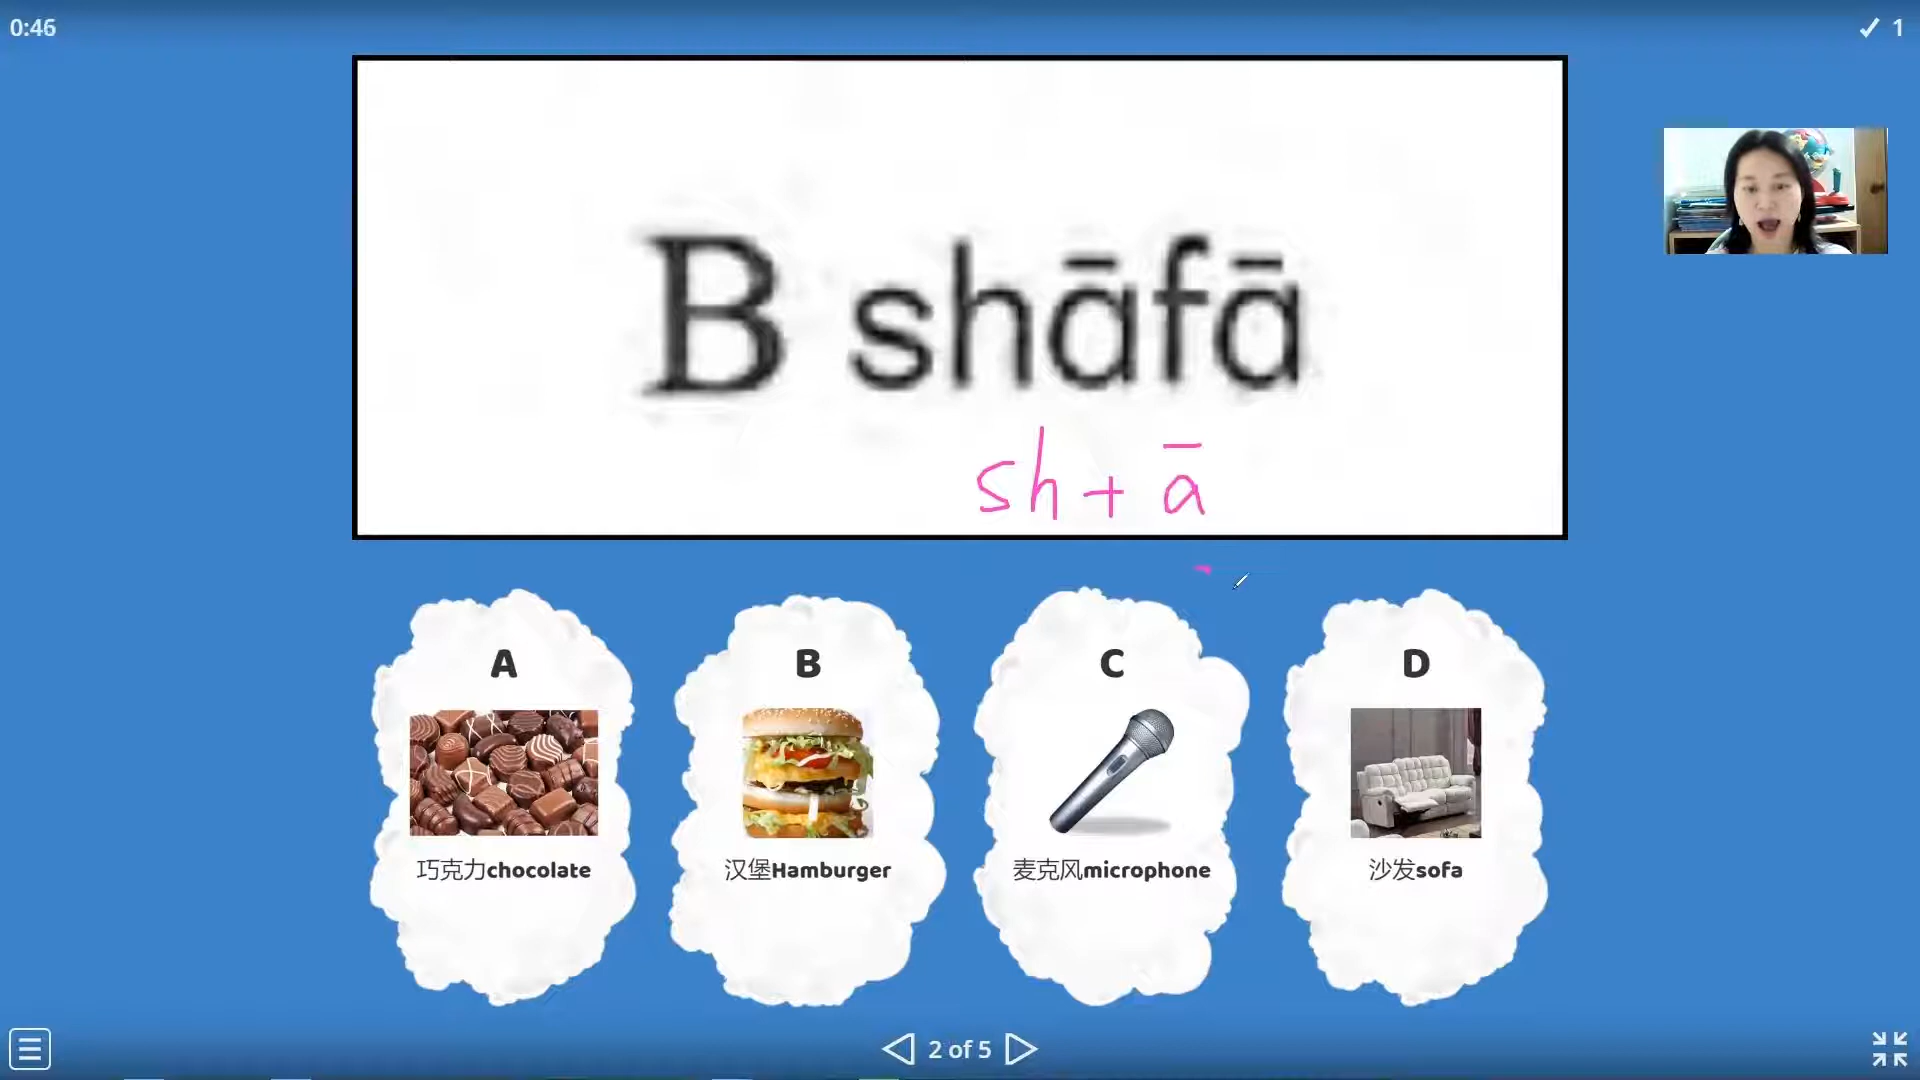 0:46
✓ 1
B shāfā
sh + ā
A
B
C
D
巧克力chocolate
汉堡Hamburger
麦克风microphone
沙发sofa
2 of 5